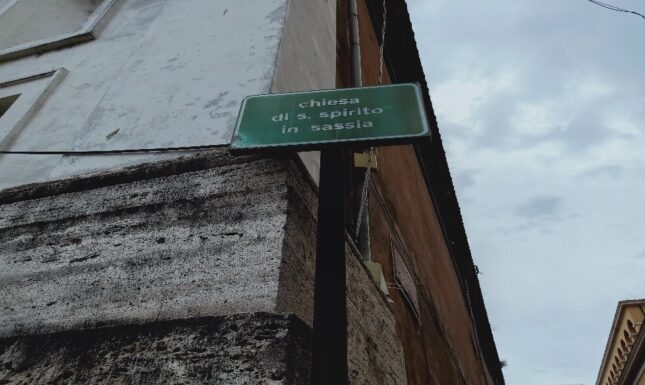 chiesa
di s. spirito
in sassia